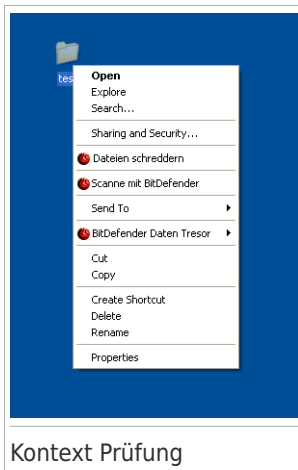 tes
Open
Explore
Search...
Sharing and Security...
Dateien schreddern
Scanne mit BitDefender
Send To
BitDefender Daten Tresor
Cut
Copy
Create Shortcut
Delete
Rename
Properties
Kontext Prüfung